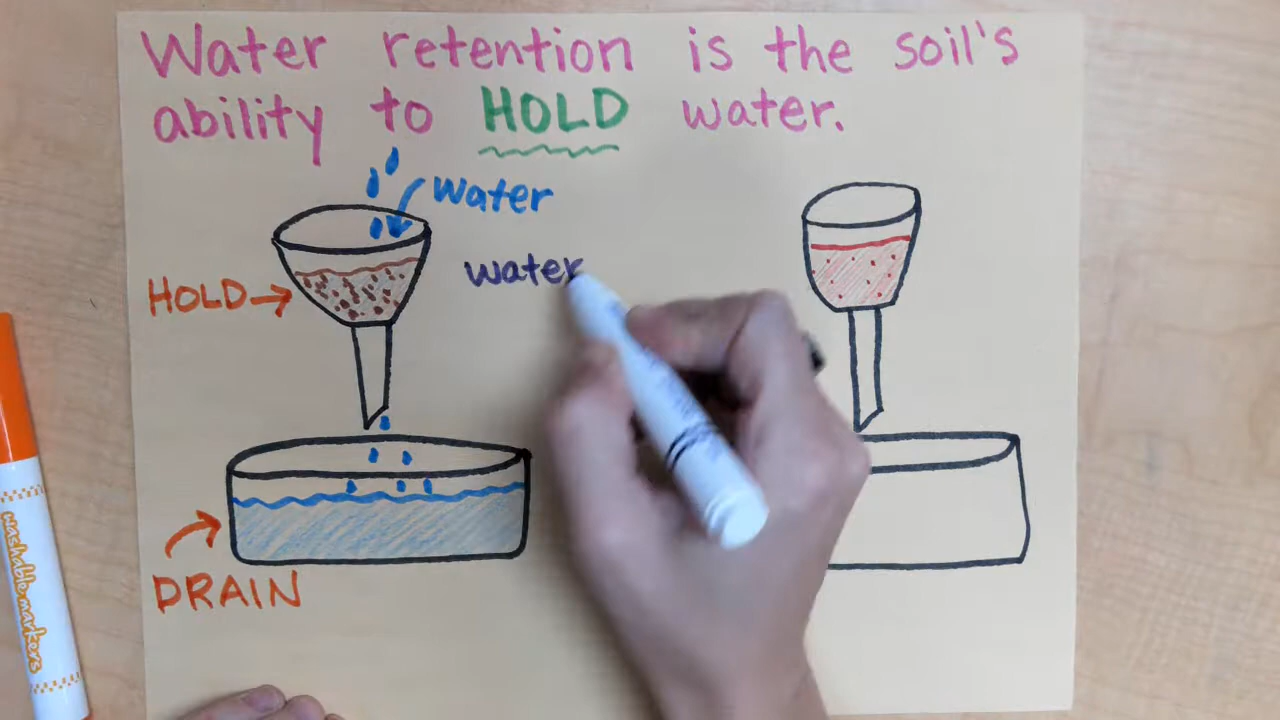 Water retention is the soil's
ability to HOLD water.
Water
water
HOLD
DRAIN
washable markers